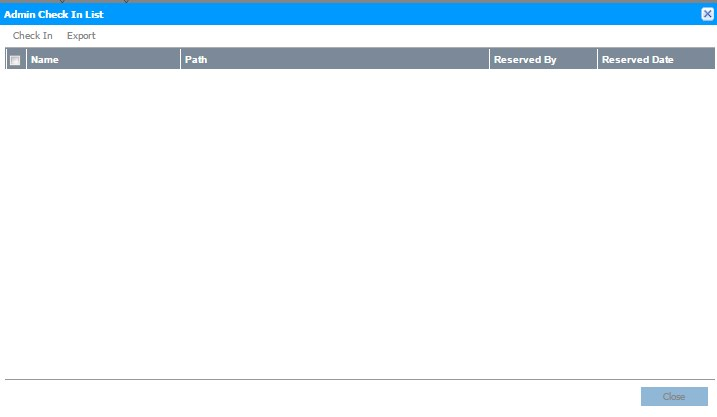 Admin Check In List
Check In Export
Name Path Reserved By Reserved Date
Close